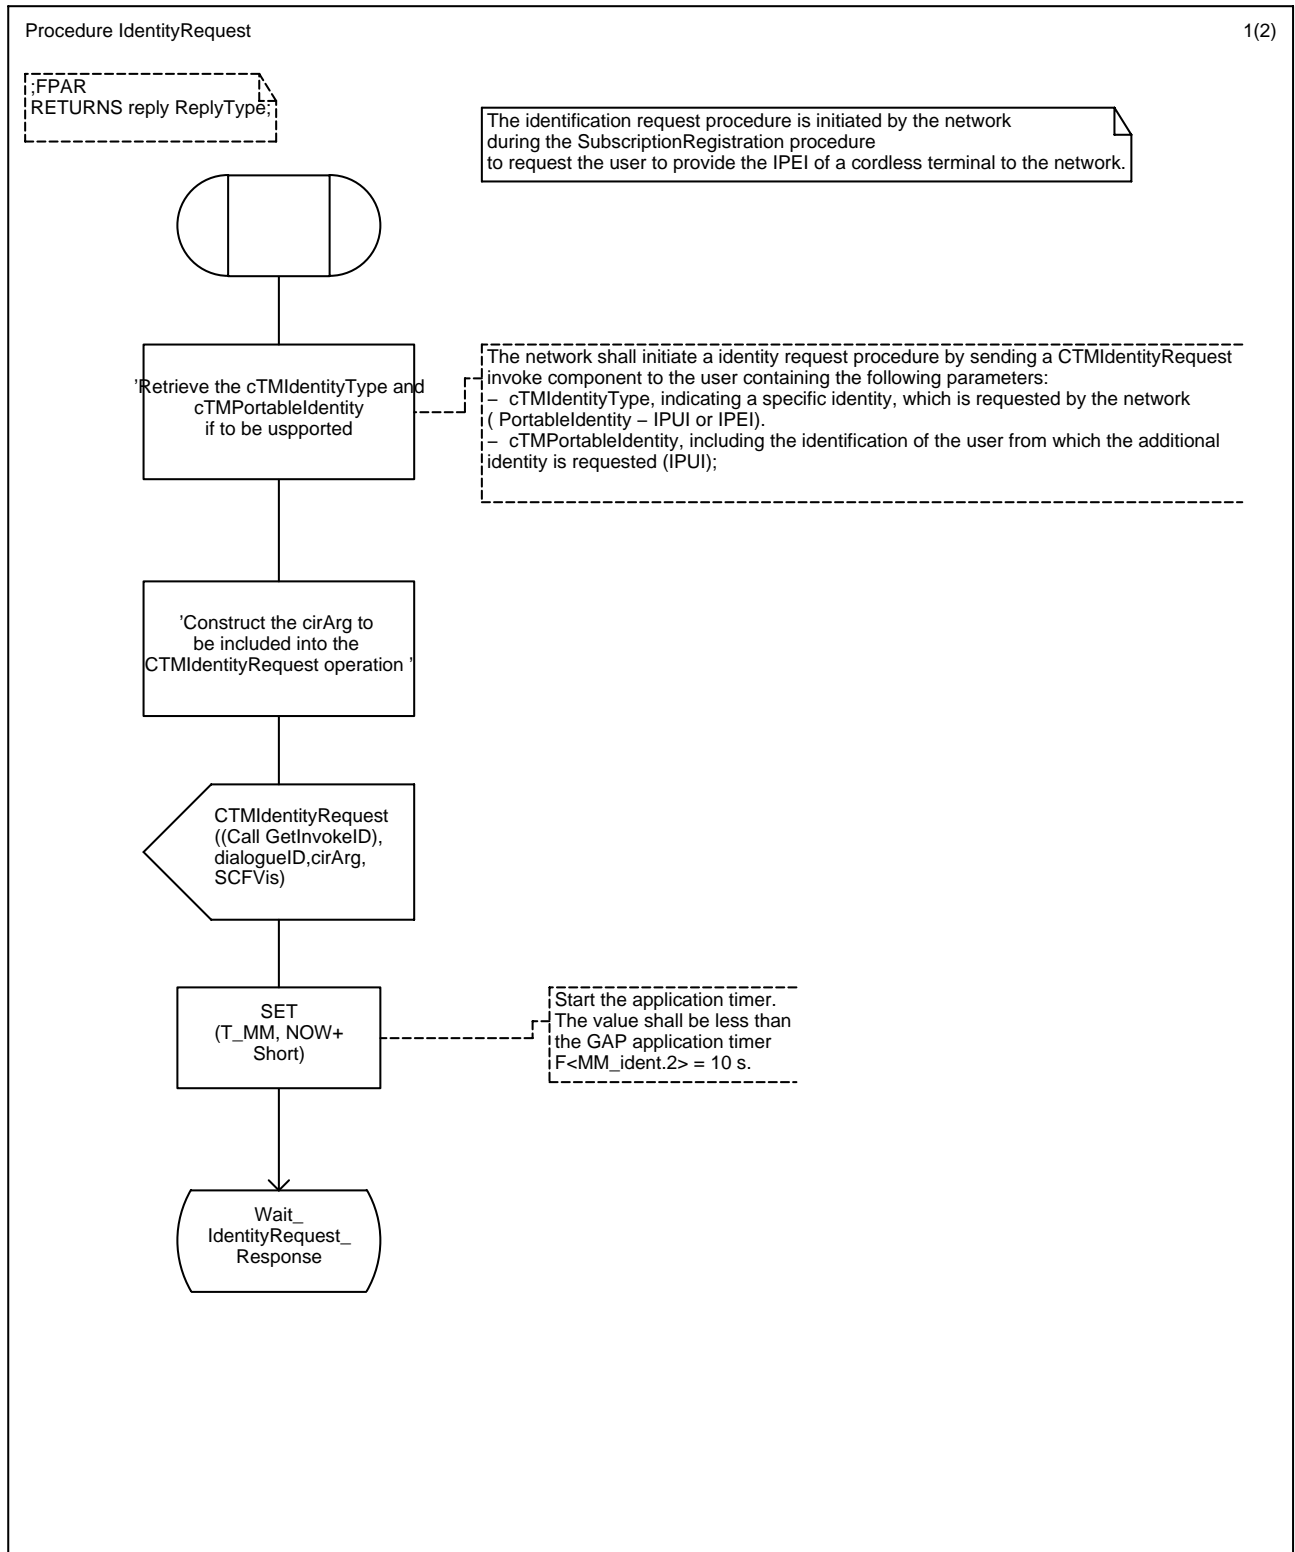 Procedure IdentityRequest
1(2)
;FPAR
RETURNS reply ReplyType;
The identification request procedure is initiated by the network
during the SubscriptionRegistration procedure
to request the user to provide the IPEI of a cordless terminal to the network.
'Retrieve the cTMIdentityType and
cTMPortableIdentity
if to be uspported
The network shall initiate a identity request procedure by sending a CTMIdentityRequest
invoke component to the user containing the following parameters:
– cTMIdentityType, indicating a specific identity, which is requested by the network
( PortableIdentity – IPUI or IPEI).
– cTMPortableIdentity, including the identification of the user from which the additional
identity is requested (IPUI);
'Construct the cirArg to
be included into the
CTMIdentityRequest operation '
CTMIdentityRequest
((Call GetInvokeID),
dialogueID,cirArg,
SCFVis)
SET
(T_MM, NOW+
Short)
Start the application timer.
The value shall be less than
the GAP application timer
F<MM_ident.2> = 10 s.
Wait_
IdentityRequest_
Response